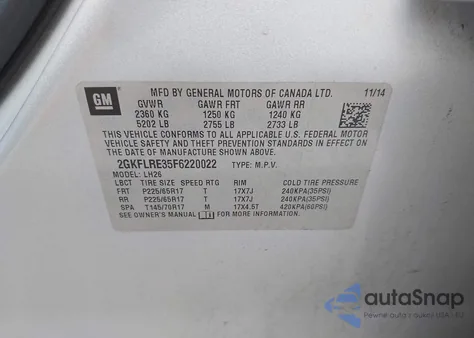 GM
MFD BY GENERAL MOTORS OF CANADA LTD. 11/14
GVWR GAWR FRT GAWR RR
2360 KG 1250 KG 1240 KG
5202 LB 2755 LB 2733 LB
THIS VEHICLE CONFORMS TO ALL APPLICABLE U.S. FEDERAL MOTOR
VEHICLE SAFETY AND THEFT PREVENTION STANDARDS IN EFFECT ON
THE DATE OF MANUFACTURE SHOWN ABOVE.
2GKFLRE35F6220022 TYPE: M.P.V.
MODEL: LH26
LBCT TIRE SIZE SPEED RTG RIM COLD TIRE PRESSURE
FRT P225/65R17 T 17X7J 240KPA(35PSI)
RR P225/65R17 T 17X7J 240KPA(35PSI)
SPA T145/70R17 M 17X4.5T 420KPA(60PSI)
SEE OWNER'S MANUAL FOR MORE INFORMATION.
autoSnap